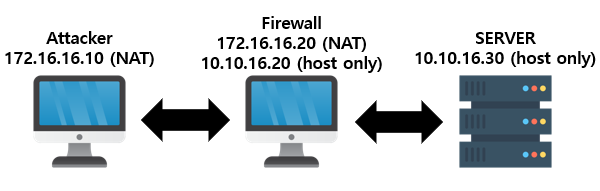 Attacker
172.16.16.10 (NAT)
Firewall
172.16.16.20 (NAT)
10.10.16.20 (host only)
SERVER
10.10.16.30 (host only)